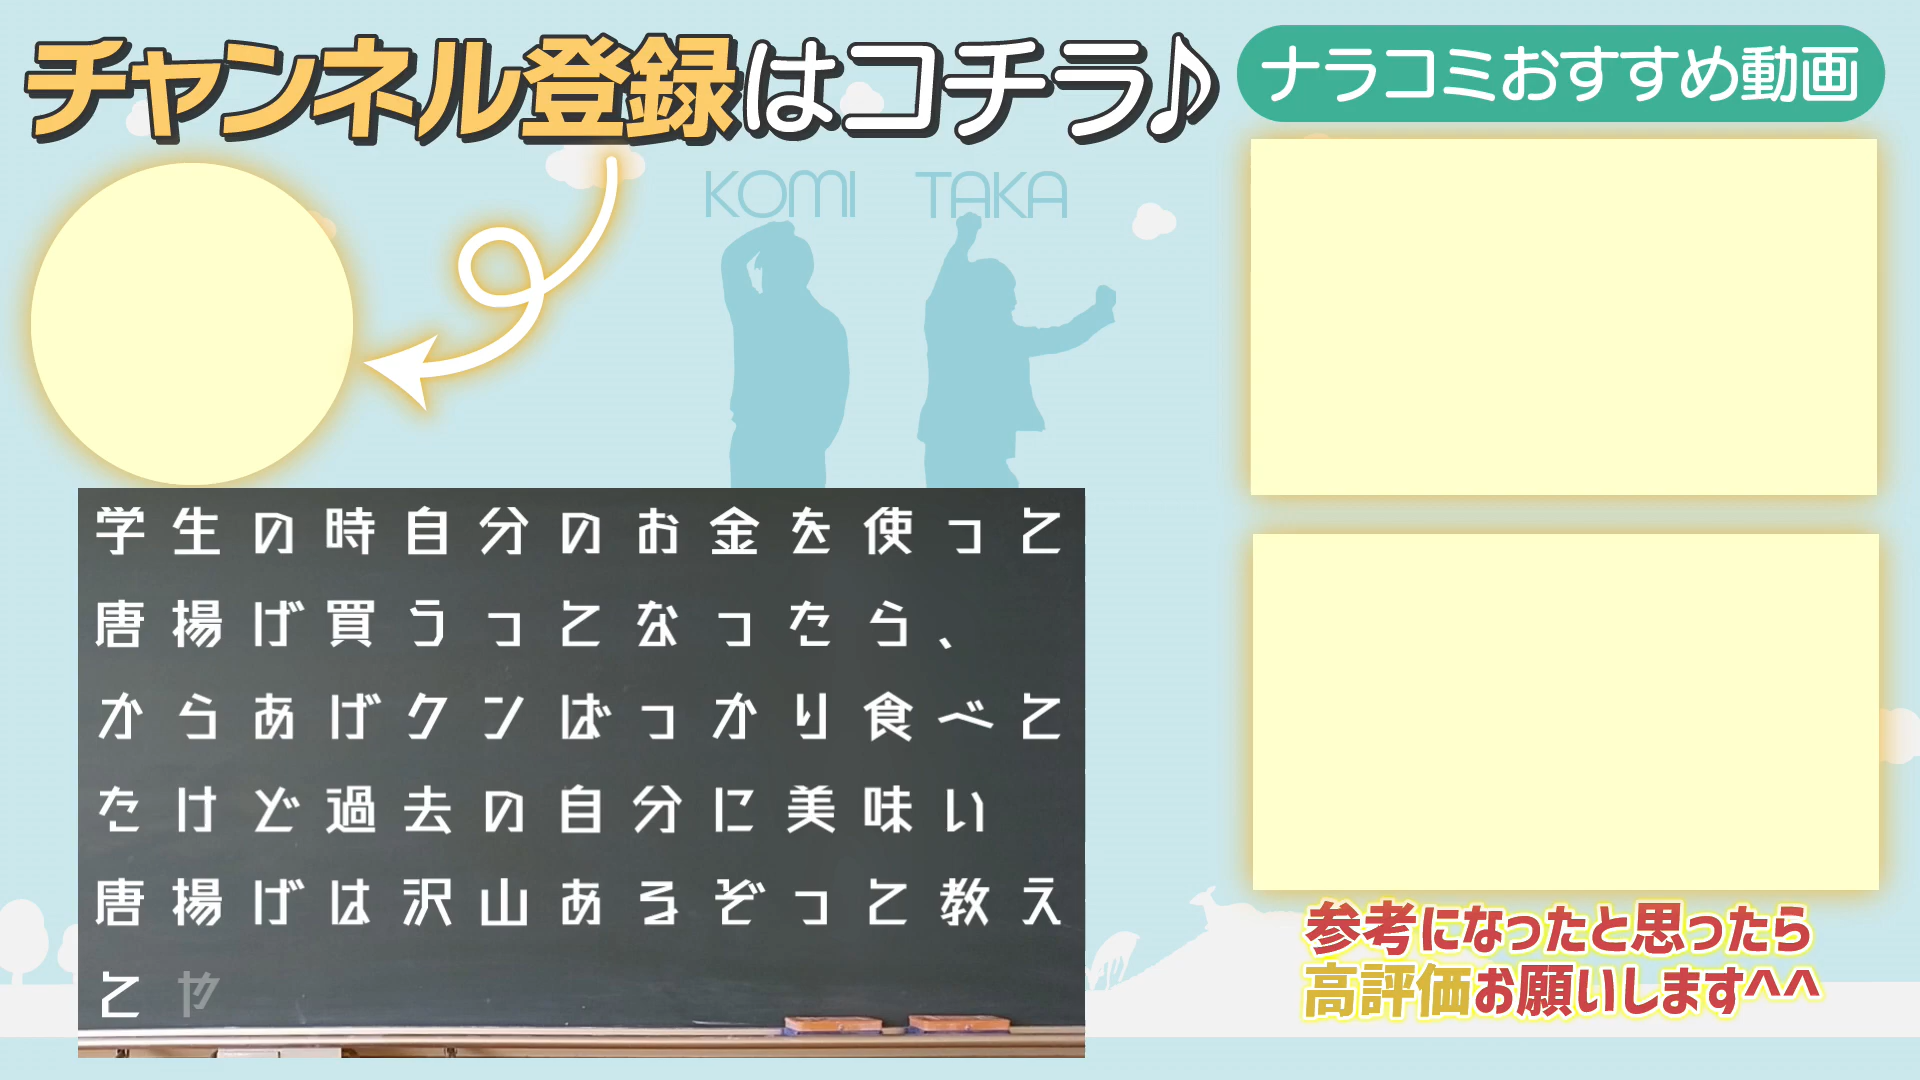 チャンネル登録はコチラ♪
ナラコミおすすめ動画
KOMI TAKA
学生の時自分のお金を使って
唐揚げ買うってなったら、
からあげクンばっかり食べて
たけど過去の自分に美味い
唐揚げは沢山あるぞって教え
てや
参考になったと思ったら
高評価お願いします^^